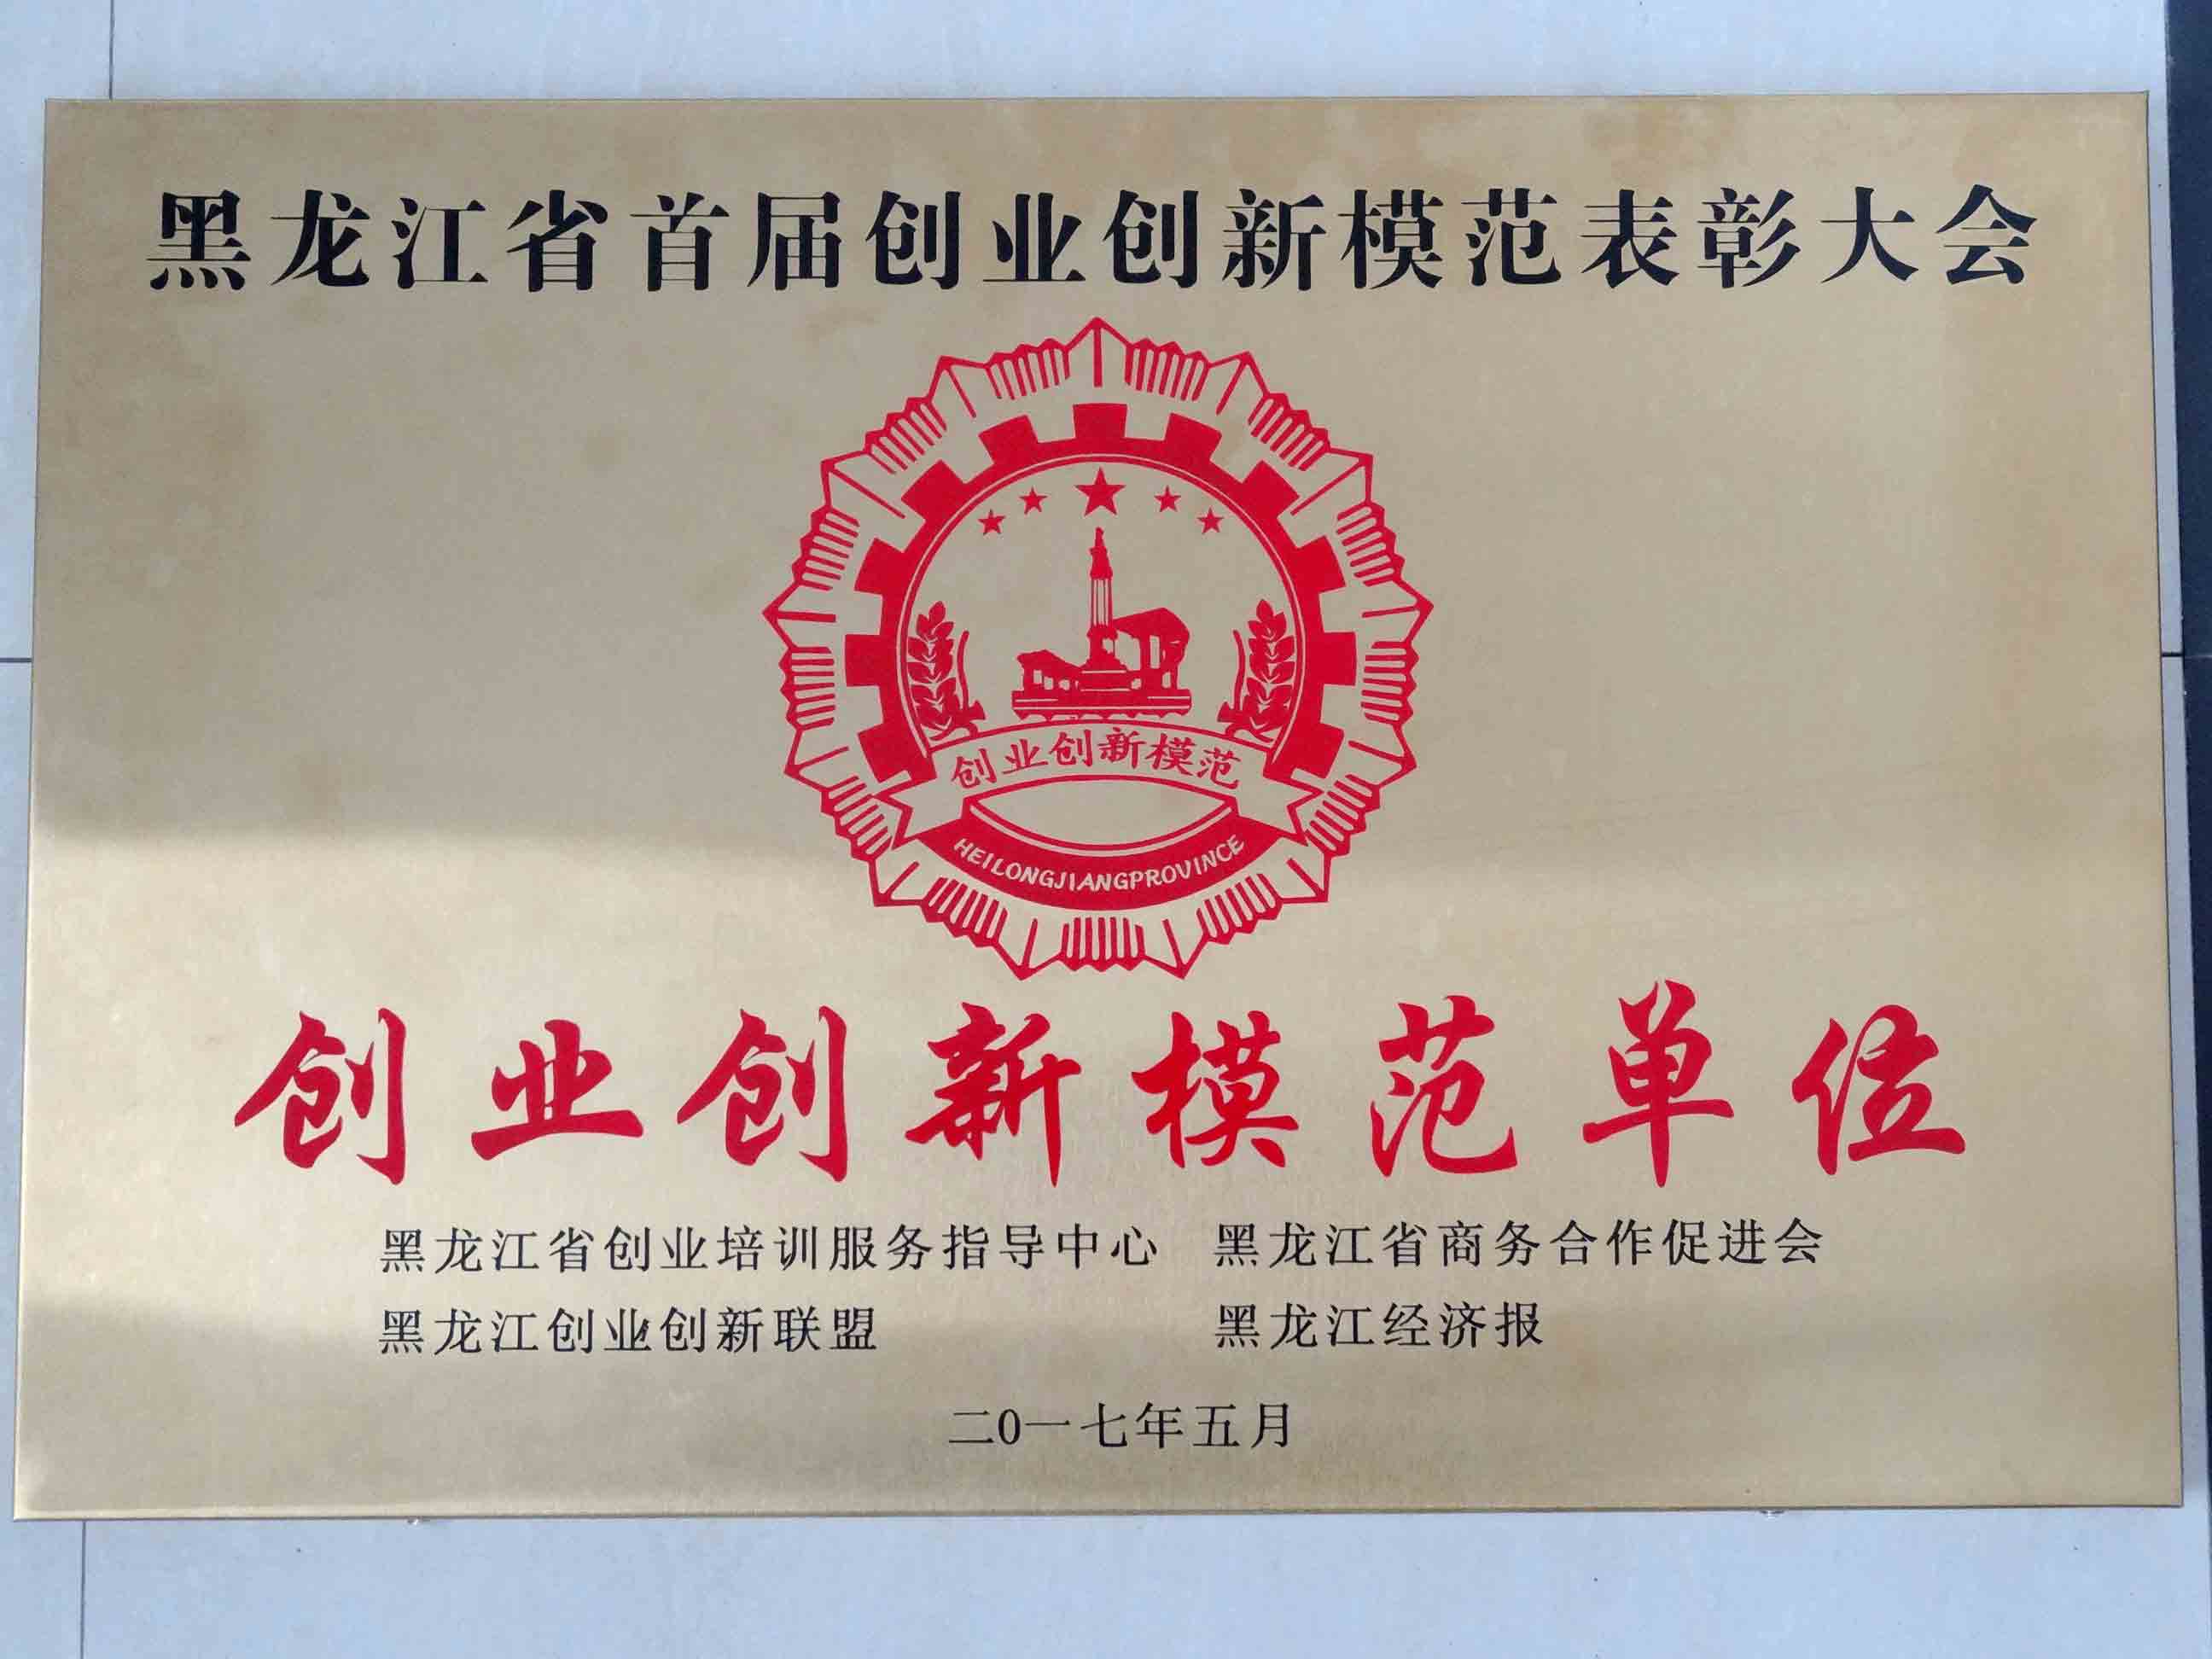 黑龙江省首届创业创新模范表彰大会
创业创新模范
HEILONGJIANGPROVINCE
创业创新模范单位
黑龙江省创业培训服务指导中心 黑龙江省商务合作促进会
黑龙江创业创新联盟 黑龙江经济报
二0一七年五月